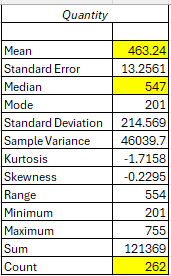 Quantity
Mean 463.24
Standard Error 13.2561
Median 547
Mode 201
Standard Deviation 214.569
Sample Variance 46039.7
Kurtosis -1.7158
Skewness -0.2295
Range 554
Minimum 201
Maximum 755
Sum 121369
Count 262